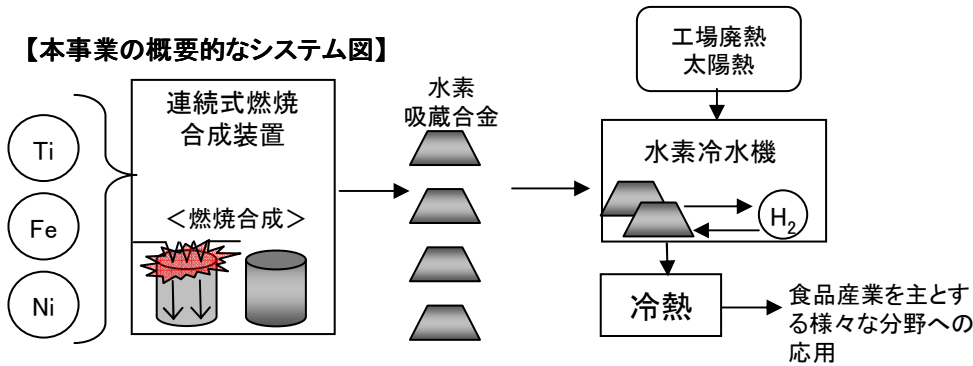 【本事業の概要的なシステム図】
Ti
Fe
Ni
連続式燃焼
合成装置
＜燃焼合成＞
水素
吸蔵合金
工場廃熱
太陽熱
水素冷水機
H₂
冷熱
食品産業を主とす
る様々な分野への
応用